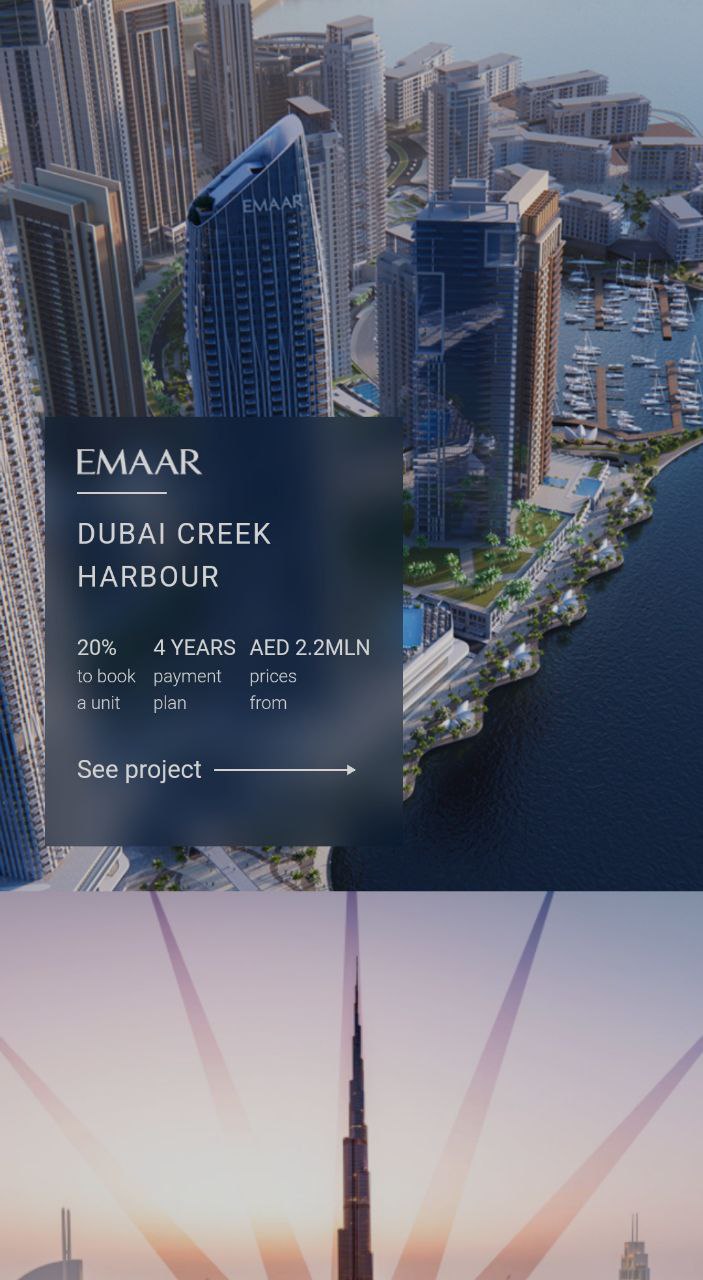 EMAAR
EMAAR
DUBAI CREEK
HARBOUR
20% 4 YEARS AED 2.2MLN
to book payment prices
a unit plan from
See project